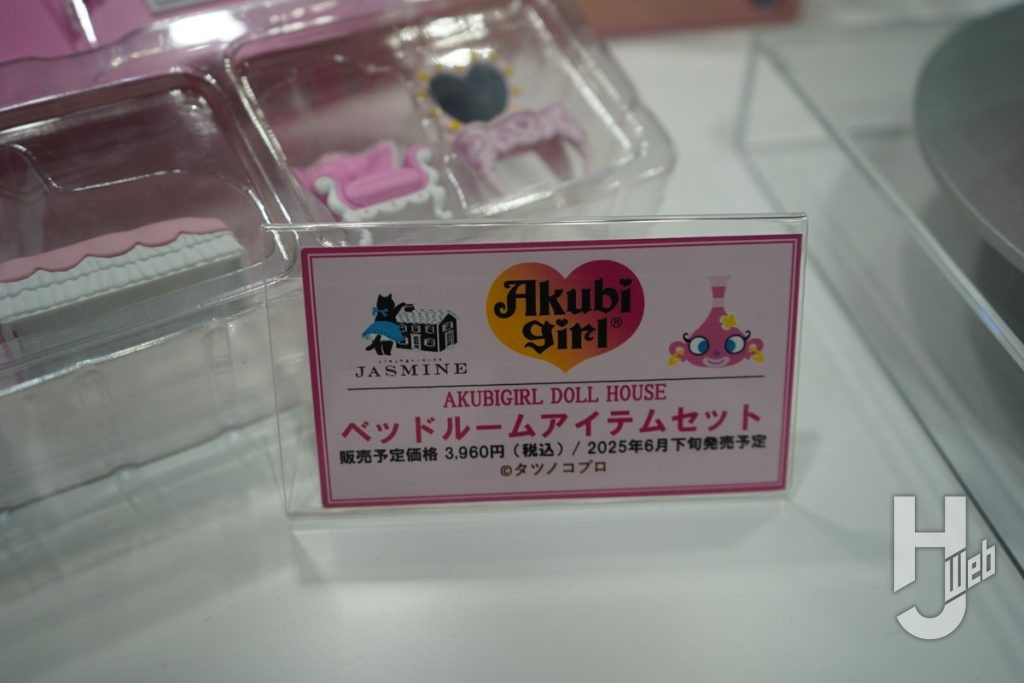 Akubi
girl®
JASMINE
AKUBIGIRL DOLL HOUSE
ベッドルームアイテムセット
販売予定価格 3,960円（税込）/ 2025年6月下旬発売予定
©タツノコプロ
HJ Web